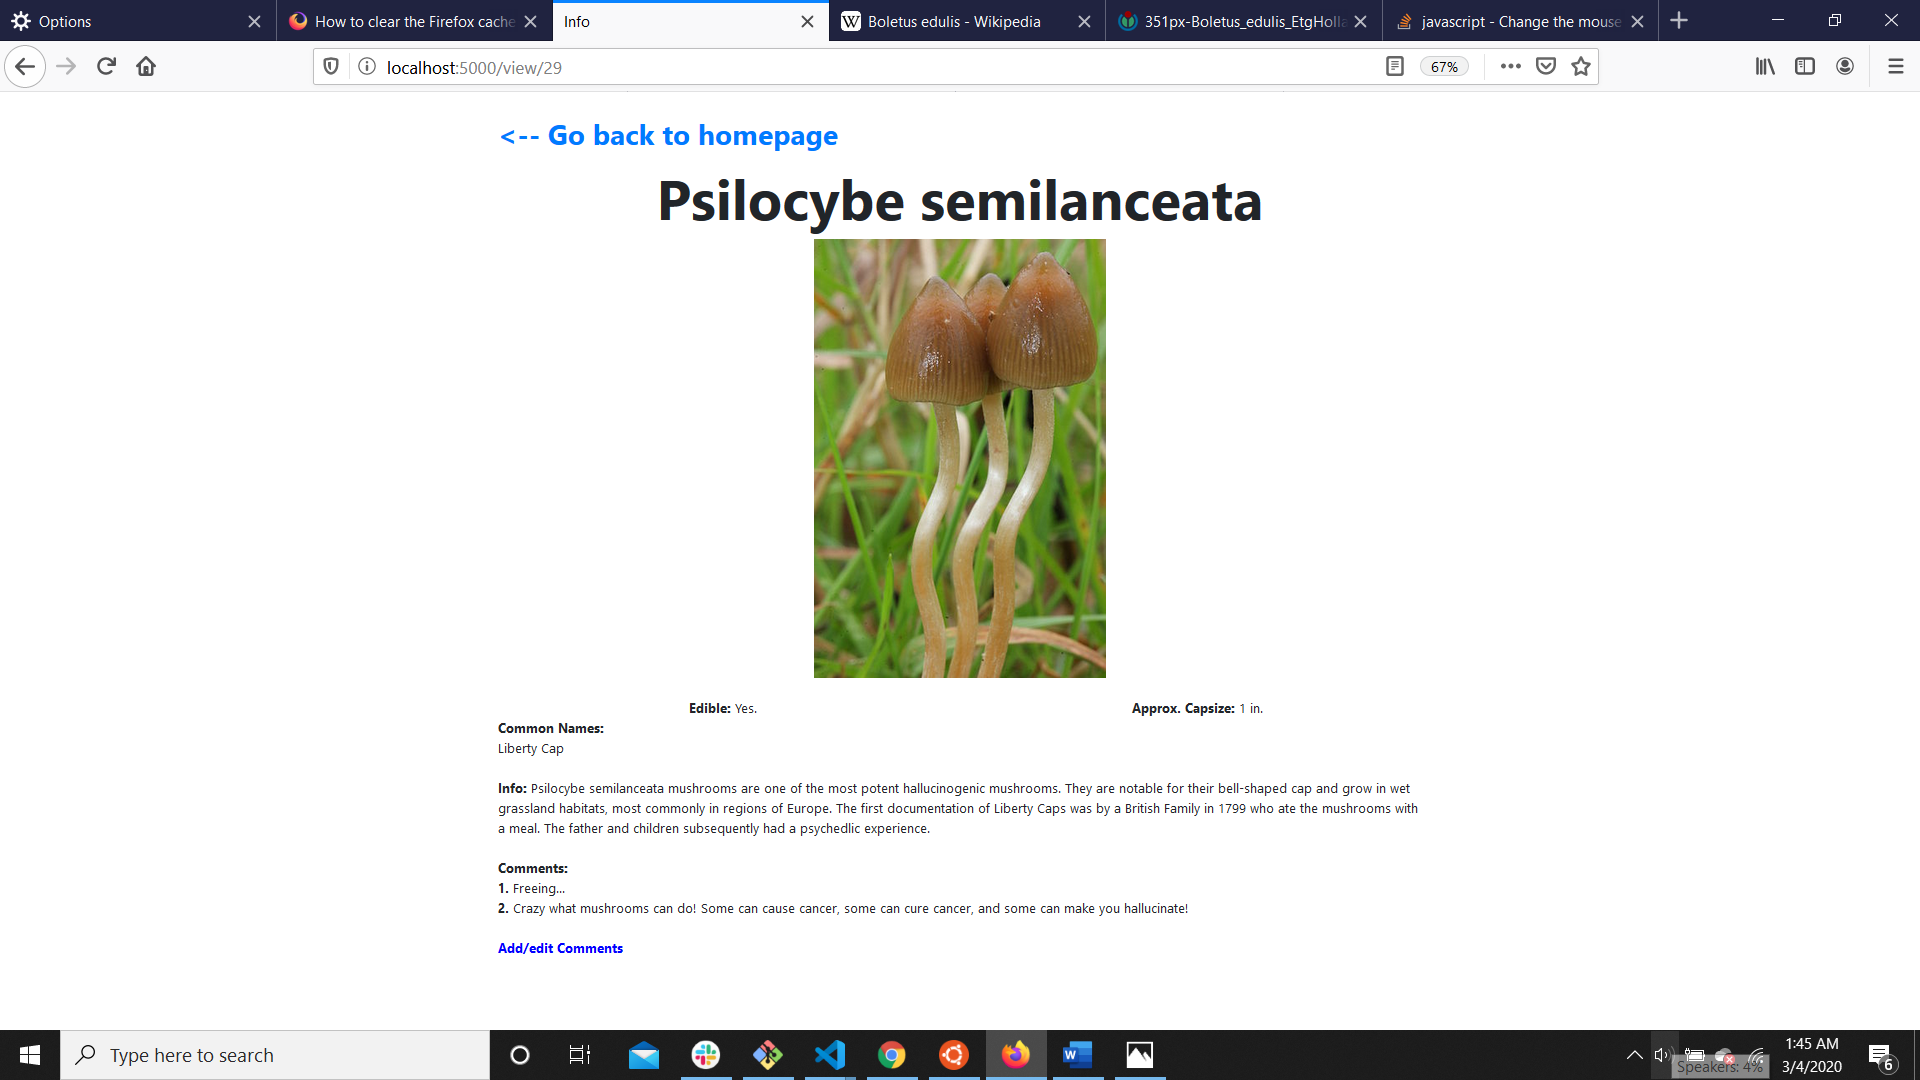 Options
How to clear the Firefox cache
Info
Boletus edulis - Wikipedia
351px-Boletus_edulis_EtgHolla
javascript - Change the mouse
localhost:5000/view/29
67%
<-- Go back to homepage
Psilocybe semilanceata
Edible: Yes.
Approx. Capsize: 1 in.
Common Names:
Liberty Cap
Info: Psilocybe semilanceata mushrooms are one of the most potent hallucinogenic mushrooms. They are notable for their bell-shaped cap and grow in wet
grassland habitats, most commonly in regions of Europe. The first documentation of Liberty Caps was by a British Family in 1799 who ate the mushrooms with
a meal. The father and children subsequently had a psychedlic experience.
Comments:
1. Freeing...
2. Crazy what mushrooms can do! Some can cause cancer, some can cure cancer, and some can make you hallucinate!
Add/edit Comments
Type here to search
1:45 AM
3/4/2020
Speakers: 4%
6